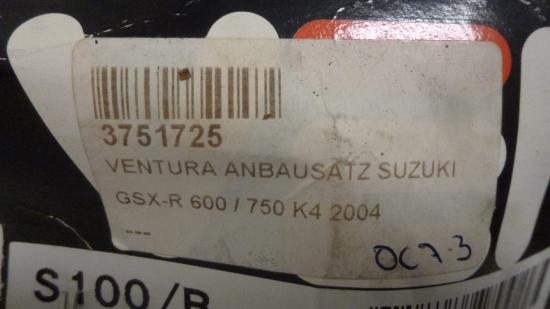 3751725
VENTURA ANBAUSATZ SUZUKI
GSX-R 600 / 750 K4 2004
---
OC7-3
S100/B